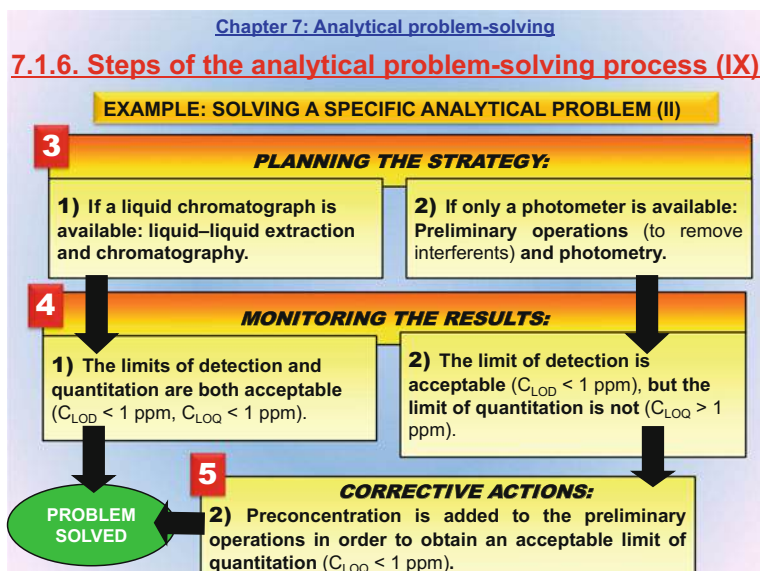 Chapter 7: Analytical problem-solving
7.1.6. Steps of the analytical problem-solving process (IX)
EXAMPLE: SOLVING A SPECIFIC ANALYTICAL PROBLEM (II)
3
PLANNING THE STRATEGY:
1) If a liquid chromatograph is
available: liquid–liquid extraction
and chromatography.
2) If only a photometer is available:
Preliminary operations (to remove
interferents) and photometry.
4
MONITORING THE RESULTS:
1) The limits of detection and
quantitation are both acceptable
(C_LOD < 1 ppm, C_LOQ < 1 ppm).
2) The limit of detection is
acceptable (C_LOD < 1 ppm), but the
limit of quantitation is not (C_LOQ > 1
ppm).
5
CORRECTIVE ACTIONS:
2) Preconcentration is added to the preliminary
operations in order to obtain an acceptable limit of
quantitation (C_LOQ < 1 ppm).
PROBLEM
SOLVED